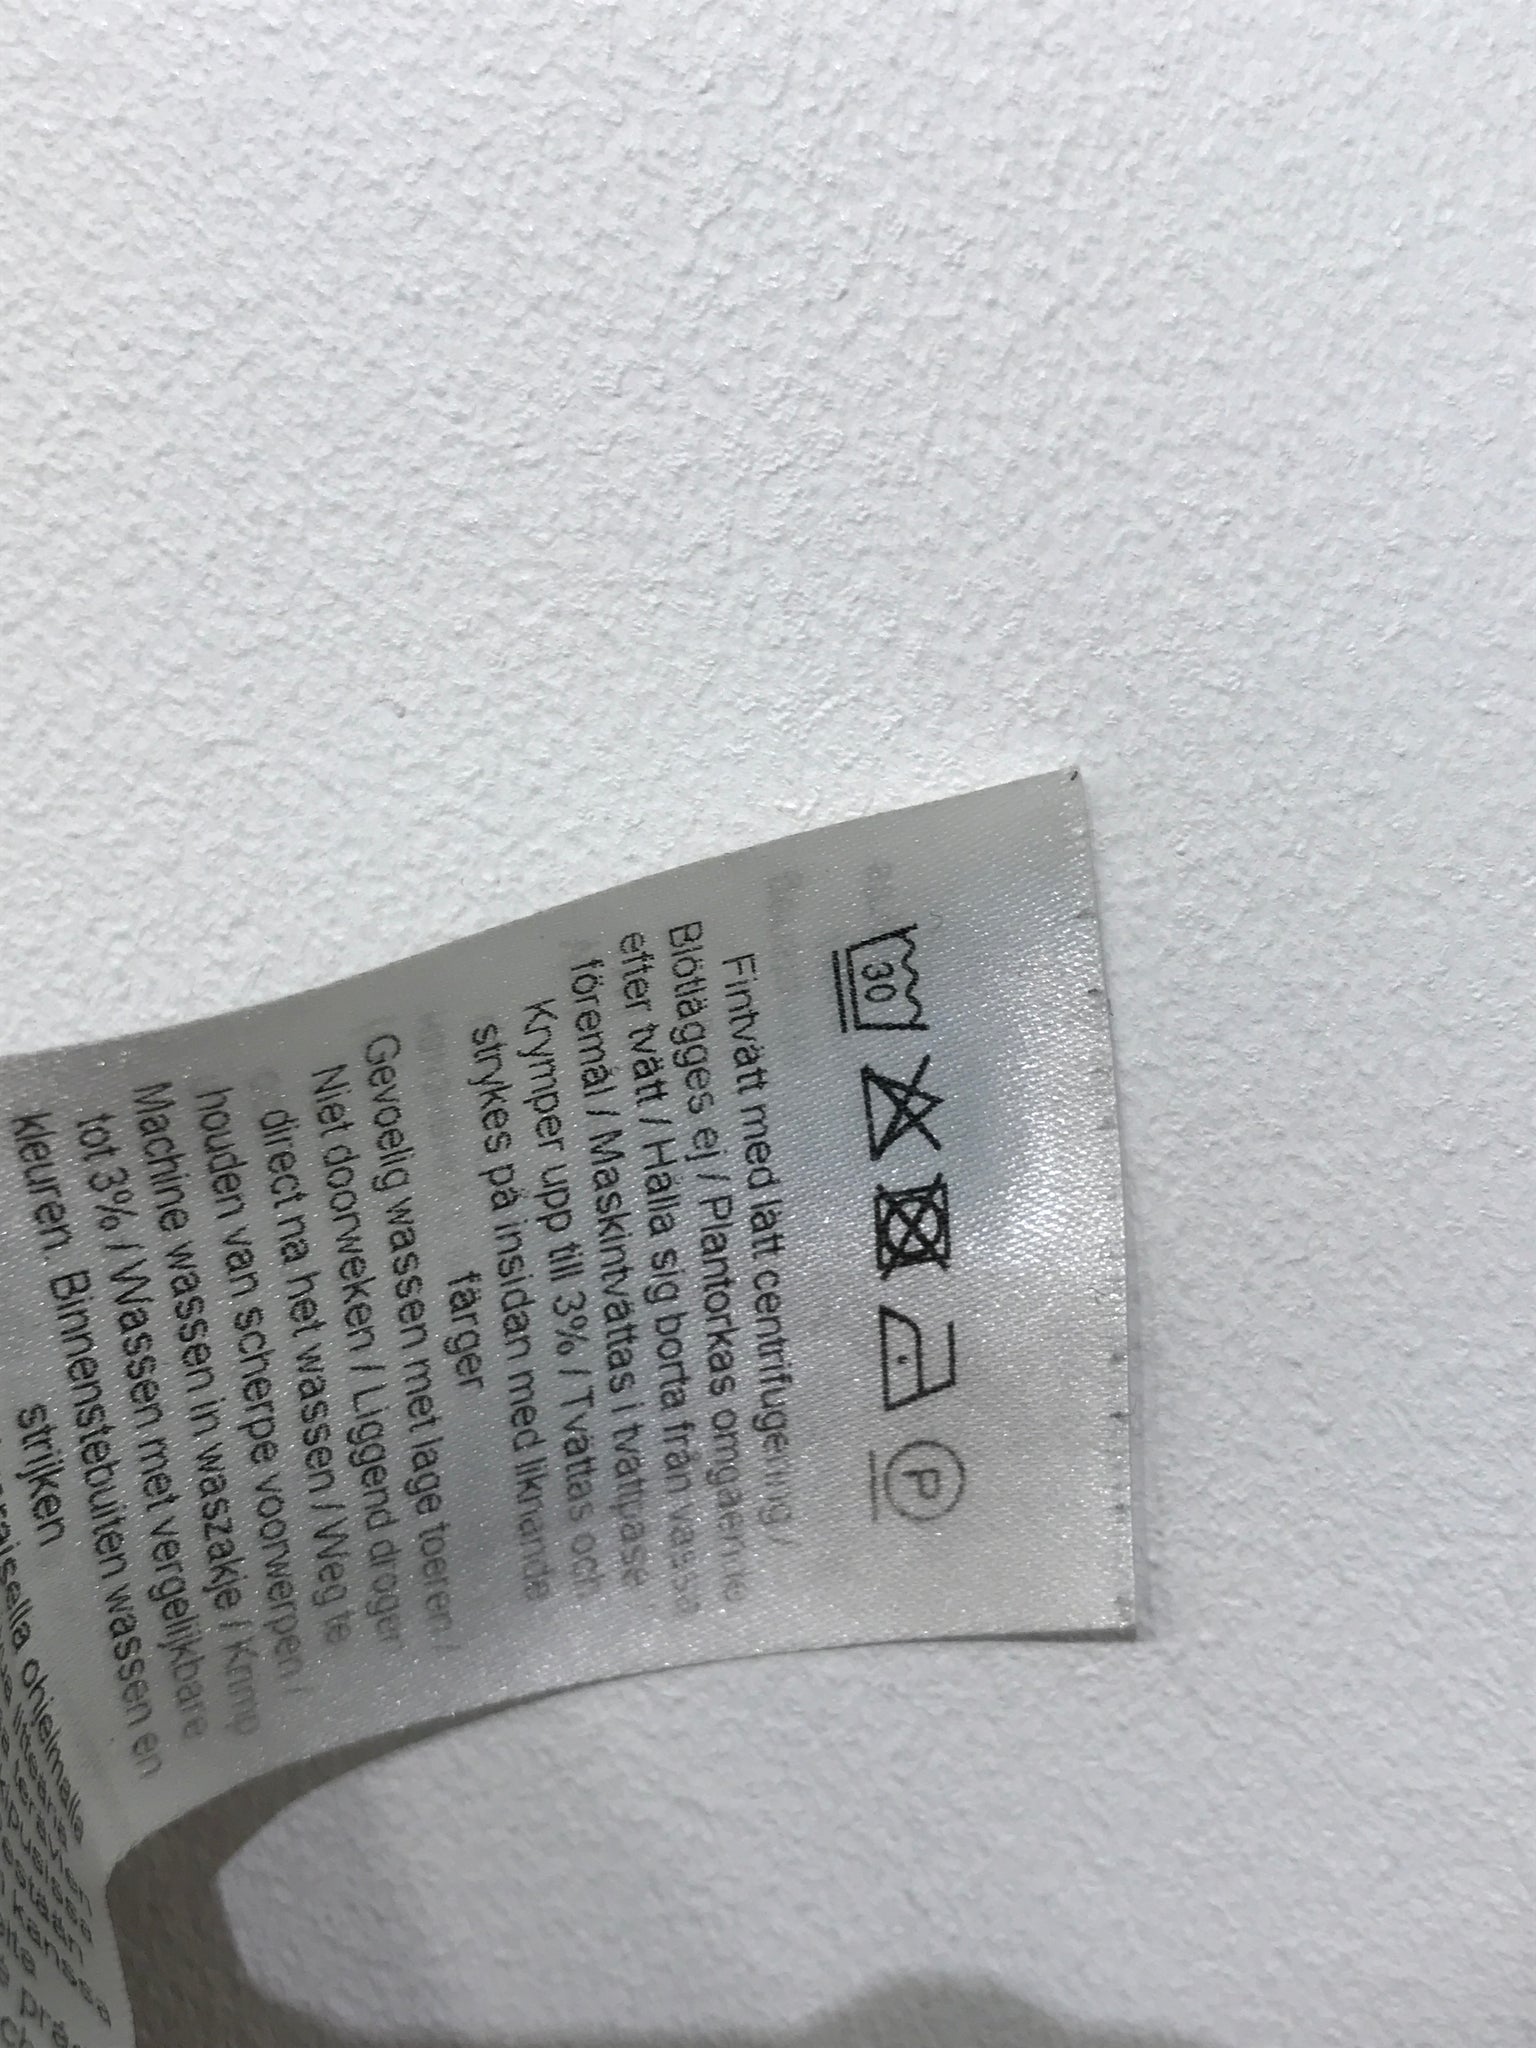 30
P
Fintvätt med lätt centrifugering /
Blötlägges ej / Plantorkas omgående
efter tvätt / Hålla sig borta från vassa
föremål / Maskintvättas i tvättpåse /
Krymper upp till 3% / Tvättas och
strykes på insidan med liknande
färger
Gevoelig wassen met lage toeren /
Niet doorweken / Liggend droger
direct na het wassen / Weg te
houden van scherpe voorwerpen /
Machine wassen in waszakje / Krimp
tot 3% / Wassen met vergelijkbare
kleuren. Binnenstebuiten wassen en
strijken
ohjelmalla